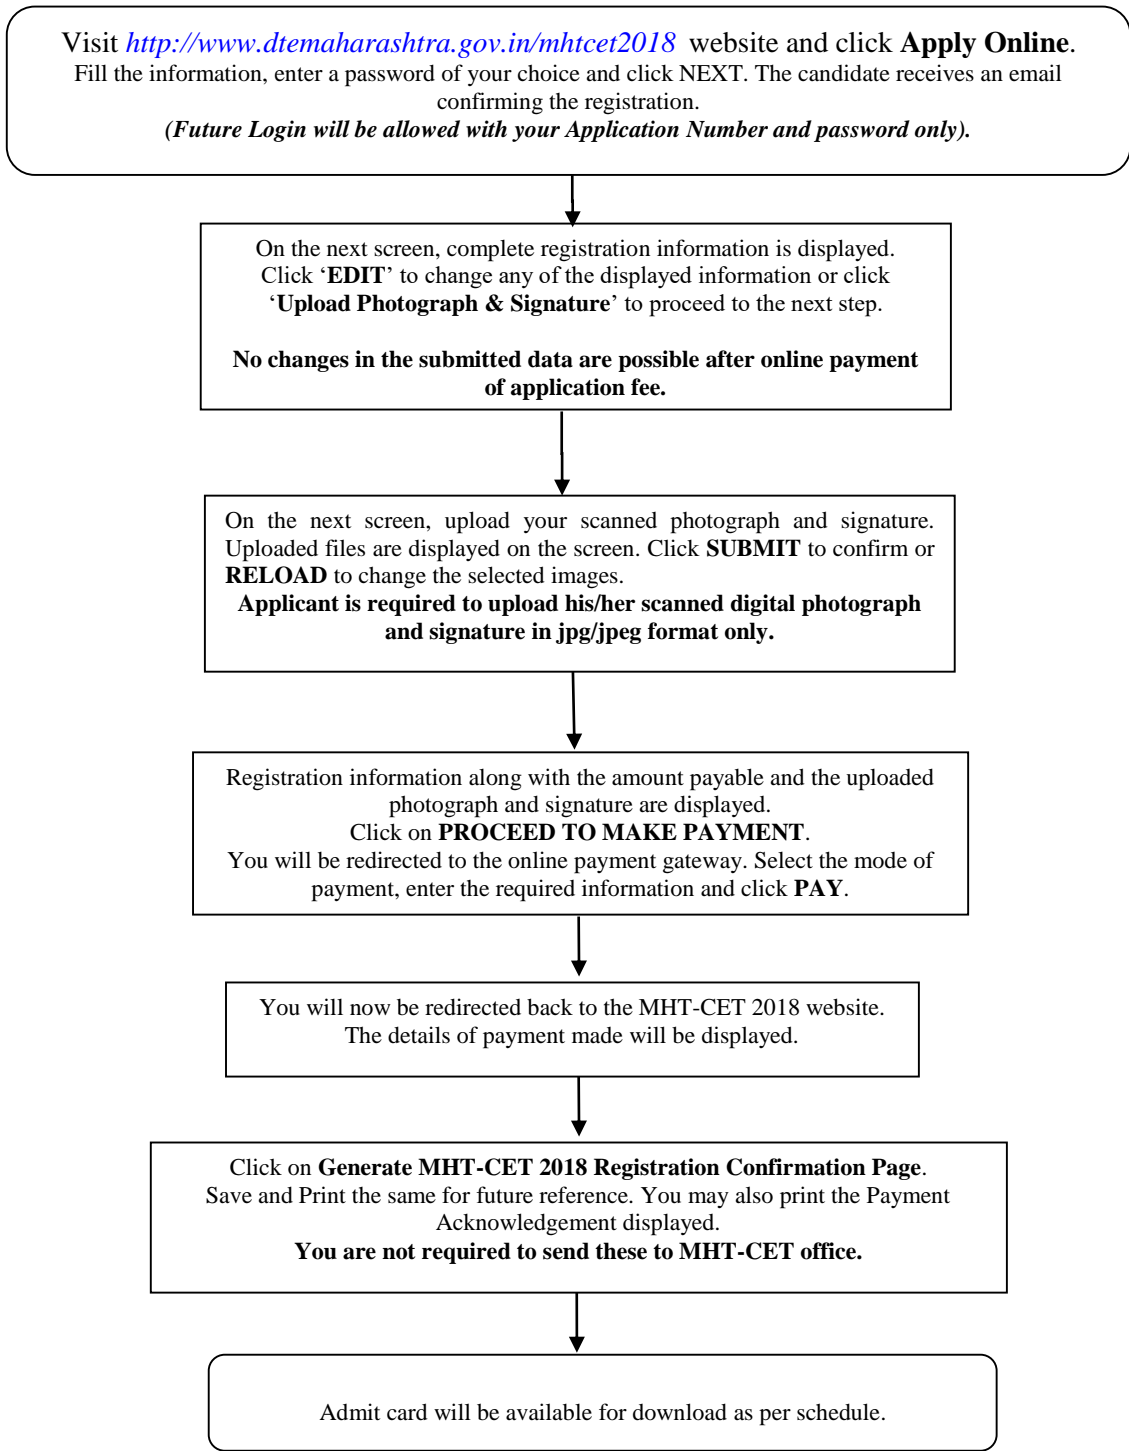 Visit http://www.dtemaharashtra.gov.in/mhtcet2018 website and click Apply Online.
Fill the information, enter a password of your choice and click NEXT. The candidate receives an email
confirming the registration.
(Future Login will be allowed with your Application Number and password only).
On the next screen, complete registration information is displayed.
Click ‘EDIT’ to change any of the displayed information or click
‘Upload Photograph & Signature’ to proceed to the next step.
No changes in the submitted data are possible after online payment
of application fee.
On the next screen, upload your scanned photograph and signature.
Uploaded files are displayed on the screen. Click SUBMIT to confirm or
RELOAD to change the selected images.
Applicant is required to upload his/her scanned digital photograph
and signature in jpg/jpeg format only.
Registration information along with the amount payable and the uploaded
photograph and signature are displayed.
Click on PROCEED TO MAKE PAYMENT.
You will be redirected to the online payment gateway. Select the mode of
payment, enter the required information and click PAY.
You will now be redirected back to the MHT-CET 2018 website.
The details of payment made will be displayed.
Click on Generate MHT-CET 2018 Registration Confirmation Page.
Save and Print the same for future reference. You may also print the Payment
Acknowledgement displayed.
You are not required to send these to MHT-CET office.
Admit card will be available for download as per schedule.